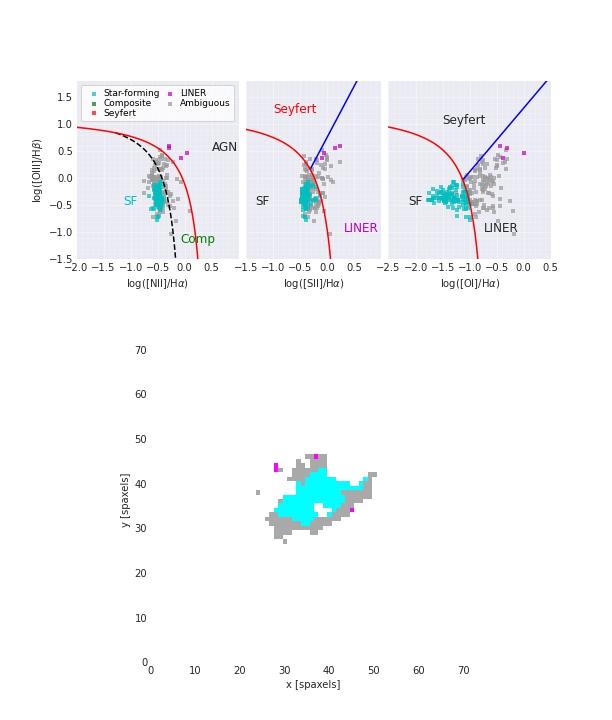 Star-forming LINER
Composite Ambiguous
Seyfert
AGN
SF
Comp
Seyfert
SF
LINER
Seyfert
SF
LINER
1.5
1.0
0.5
0.0
−0.5
−1.0
−1.5
log([OIII]/Hβ)
−2.0 −1.5 −1.0 −0.5 0.0 0.5
log([NII]/Hα)
−1.5 −1.0 −0.5 0.0 0.5
log([SII]/Hα)
−2.5 −2.0 −1.5 −1.0 −0.5 0.0 0.5
log([OI]/Hα)
70
60
50
40
30
20
10
0
y [spaxels]
0 10 20 30 40 50 60 70
x [spaxels]